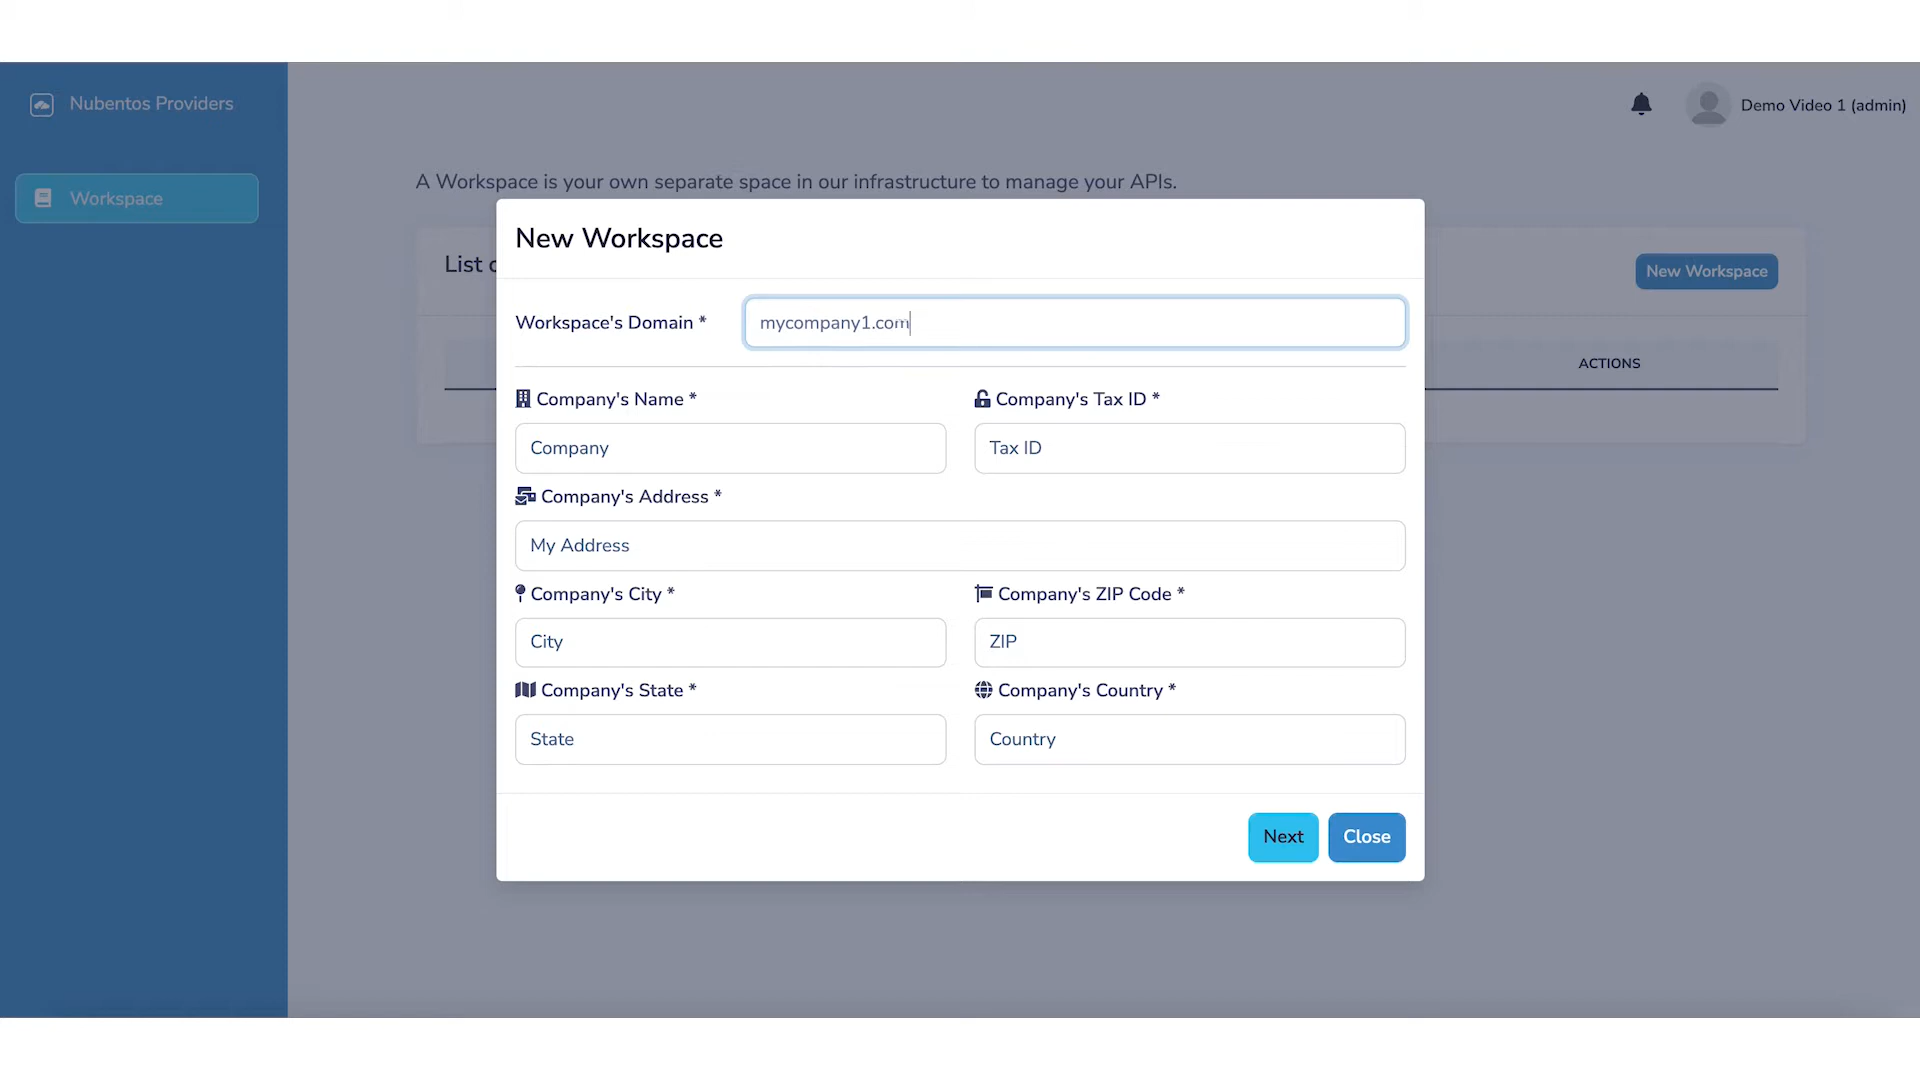 Nubentos Providers
Demo Video 1 (admin)
Workspace
A Workspace is your own separate space in our infrastructure to manage your APIs.
New Workspace
List
New Workspace
Workspace's Domain *
mycompany1.com
ACTIONS
Company's Name *
Company's Tax ID *
Company
Tax ID
Company's Address *
My Address
Company's City *
Company's ZIP Code *
City
ZIP
Company's State *
Company's Country *
State
Country
Next
Close